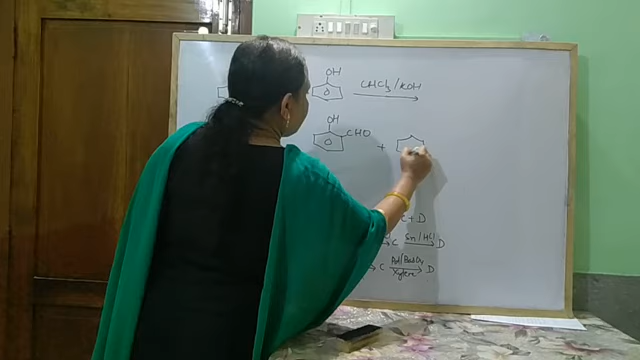 OH CHCl3/KOH
OH
CHO
+
C + D
C Sn/HCl D
C Pd/BaSO4 D
Xylene